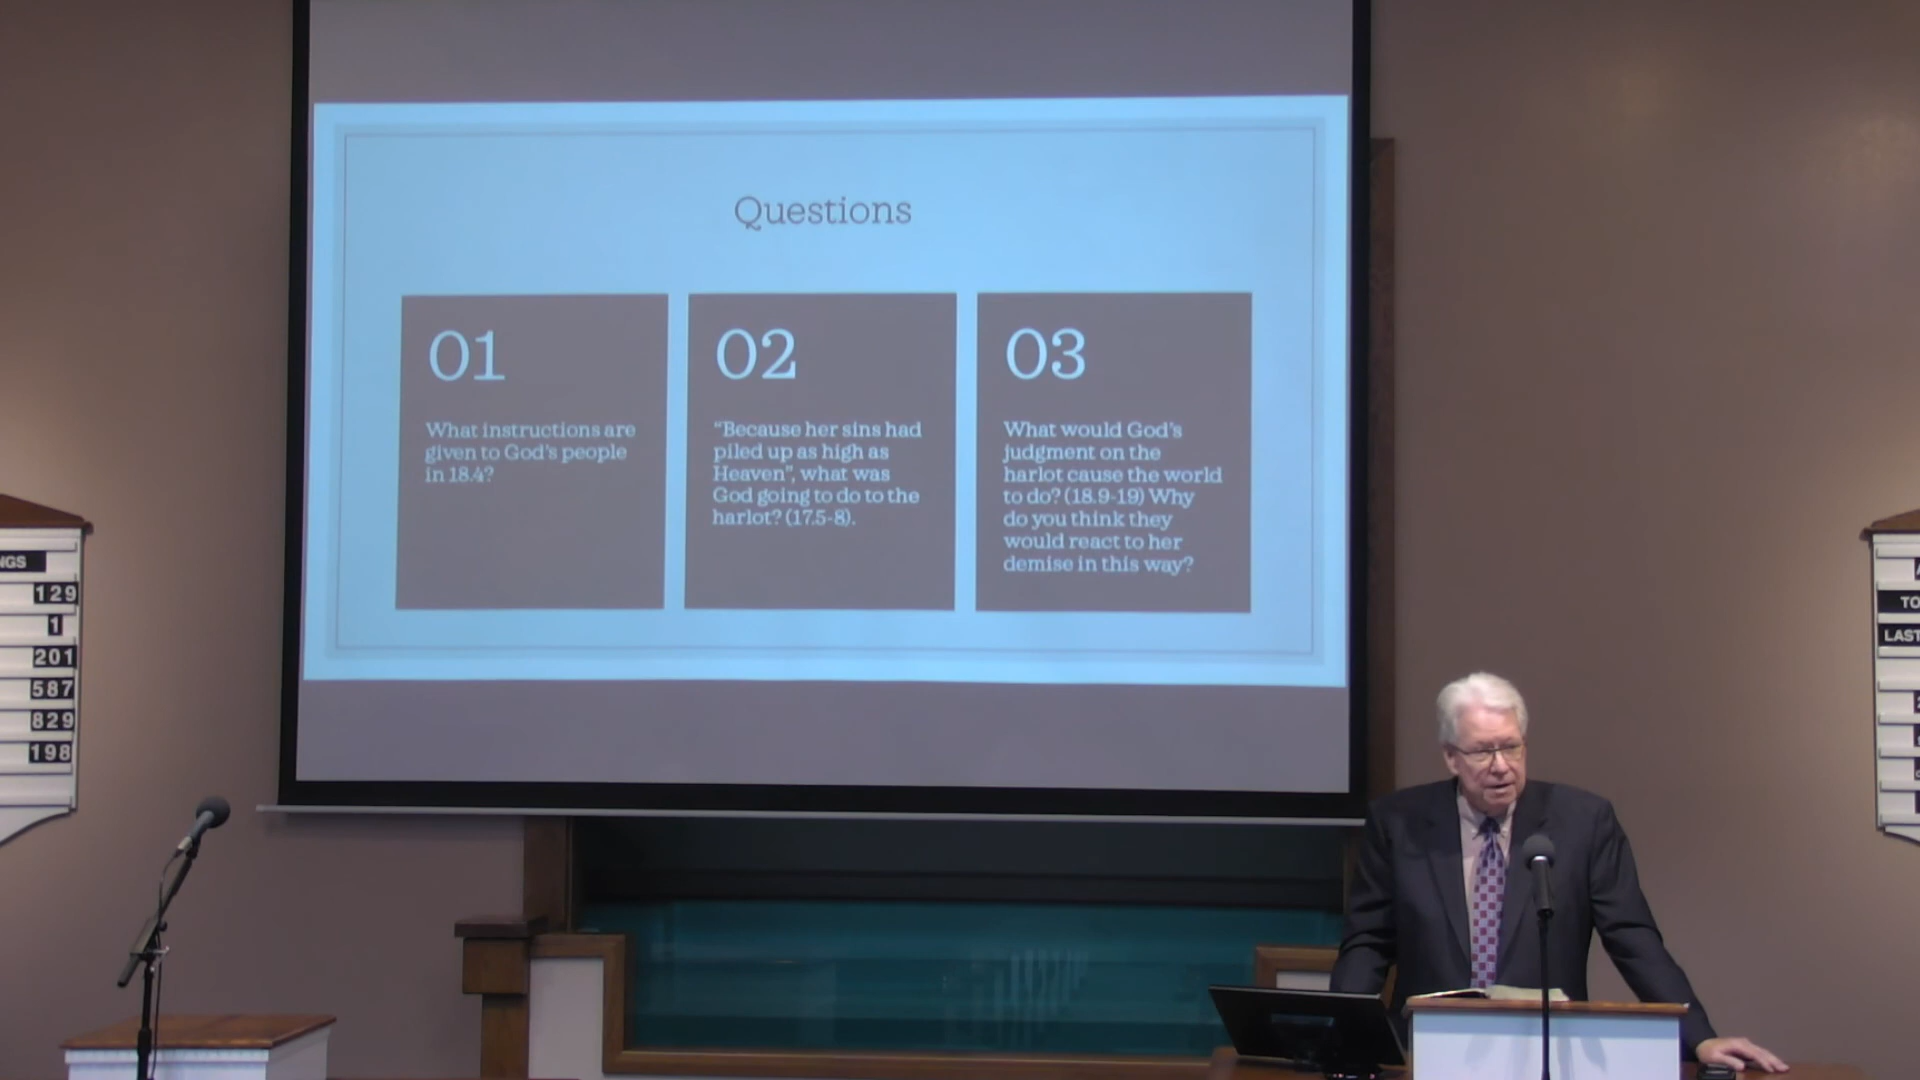 Questions
01
What instructions are
given to God's people
in 18.4?
02
“Because her sins had
piled up as high as
Heaven”, what was
God going to do to the
harlot? (17.5-8).
03
What would God's
judgment on the
harlot cause the world
to do? (18.9-19) Why
do you think they
would react to her
demise in this way?
NGS
129
1
201
587
829
198
TO
LAST